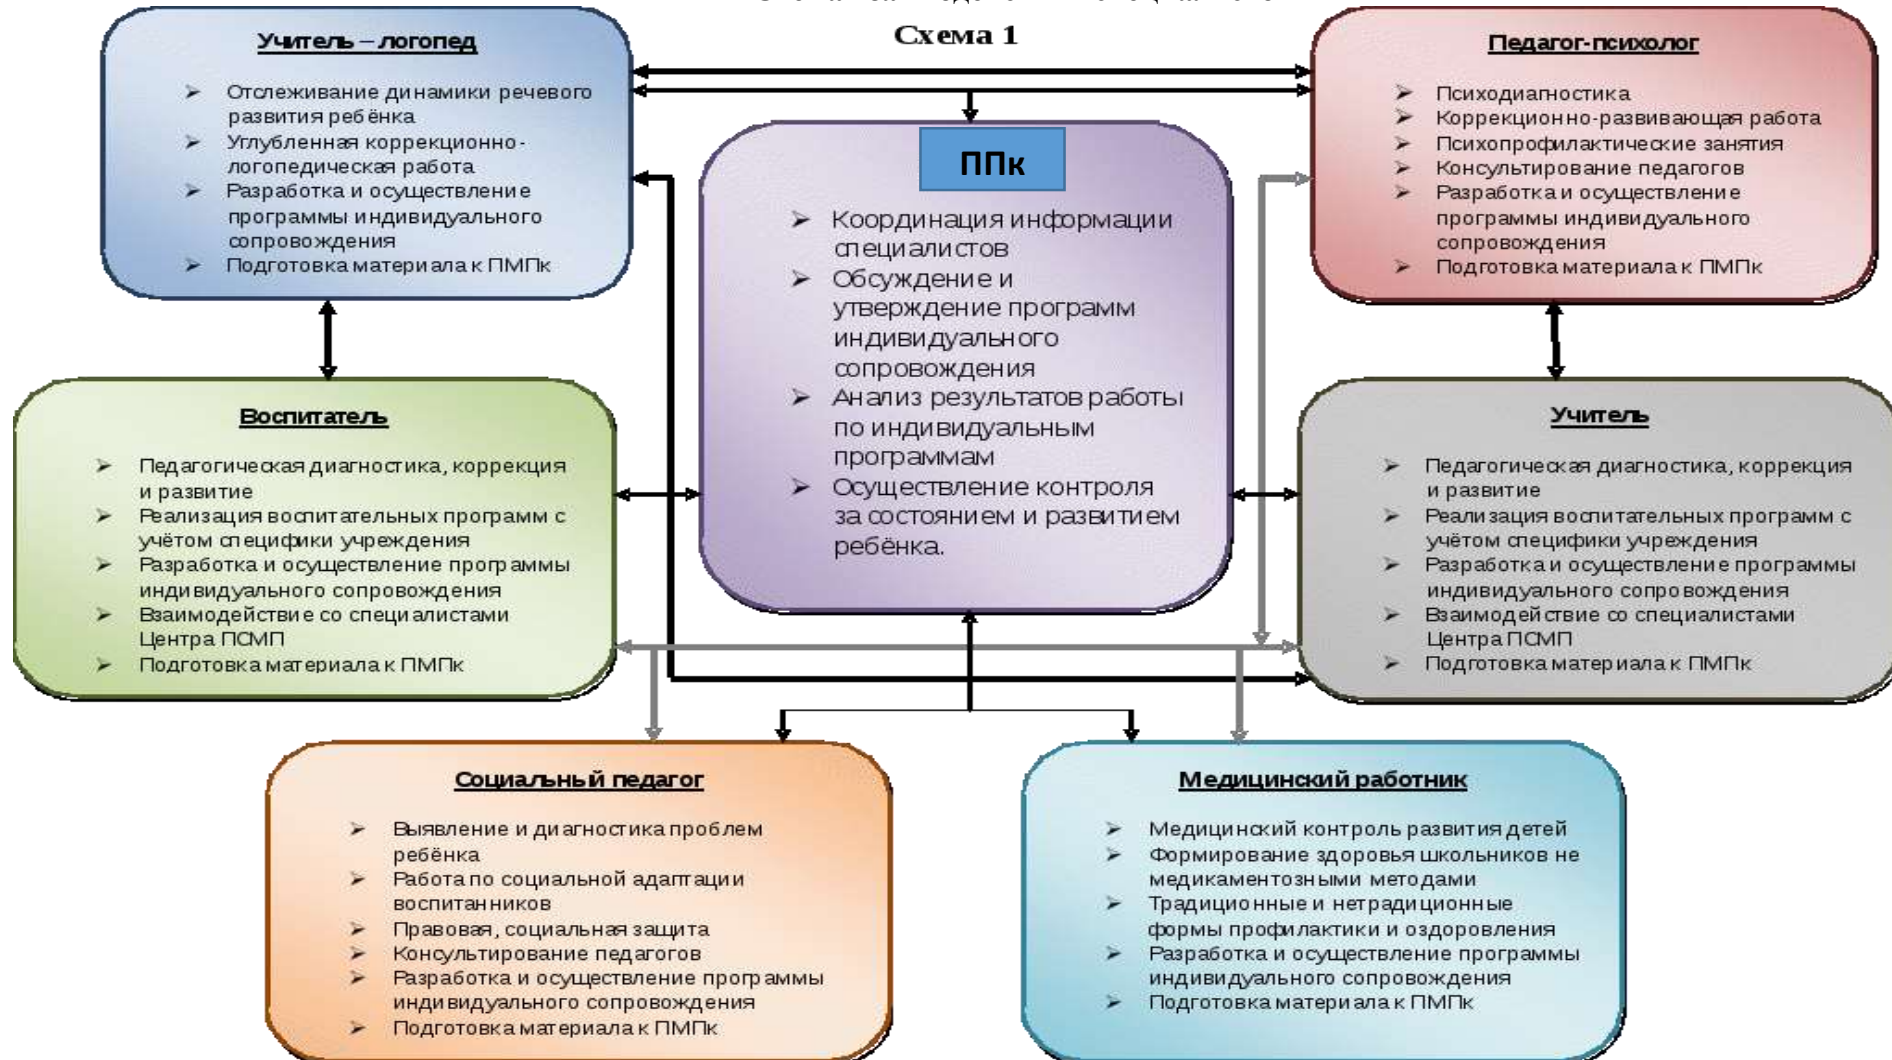 Схема 1
Учитель – логопед
Отслеживание динамики речевого
развития ребёнка
Углубленная коррекционно-
логопедическая работа
Разработка и осуществление
программы индивидуального
сопровождения
Подготовка материала к ПМПк
Педагог-психолог
Психодиагностика
Коррекционно-развивающая работа
Психопрофилактические занятия
Консультирование педагогов
Разработка и осуществление
программы индивидуального
сопровождения
Подготовка материала к ПМПк
ППк
Координация информации
специалистов
Обсуждение и
утверждение программ
индивидуального
сопровождения
Анализ результатов работы
по индивидуальным
программам
Осуществление контроля
за состоянием и развитием
ребёнка.
Воспитатель
Педагогическая диагностика, коррекция
и развитие
Реализация воспитательных программ с
учётом специфики учреждения
Разработка и осуществление программы
индивидуального сопровождения
Взаимодействие со специалистами
Центра ПСМП
Подготовка материала к ПМПк
Учитель
Педагогическая диагностика, коррекция
и развитие
Реализация воспитательных программ с
учётом специфики учреждения
Разработка и осуществление программы
индивидуального сопровождения
Взаимодействие со специалистами
Центра ПСМП
Подготовка материала к ПМПк
Социальный педагог
Выявление и диагностика проблем
ребёнка
Работа по социальной адаптации
воспитанников
Правовая, социальная защита
Консультирование педагогов
Разработка и осуществление программы
индивидуального сопровождения
Подготовка материала к ПМПк
Медицинский работник
Медицинский контроль развития детей
Формирование здоровья школьников не
медикаментозными методами
Традиционные и нетрадиционные
формы профилактики и оздоровления
Разработка и осуществление программы
индивидуального сопровождения
Подготовка материала к ПМПк